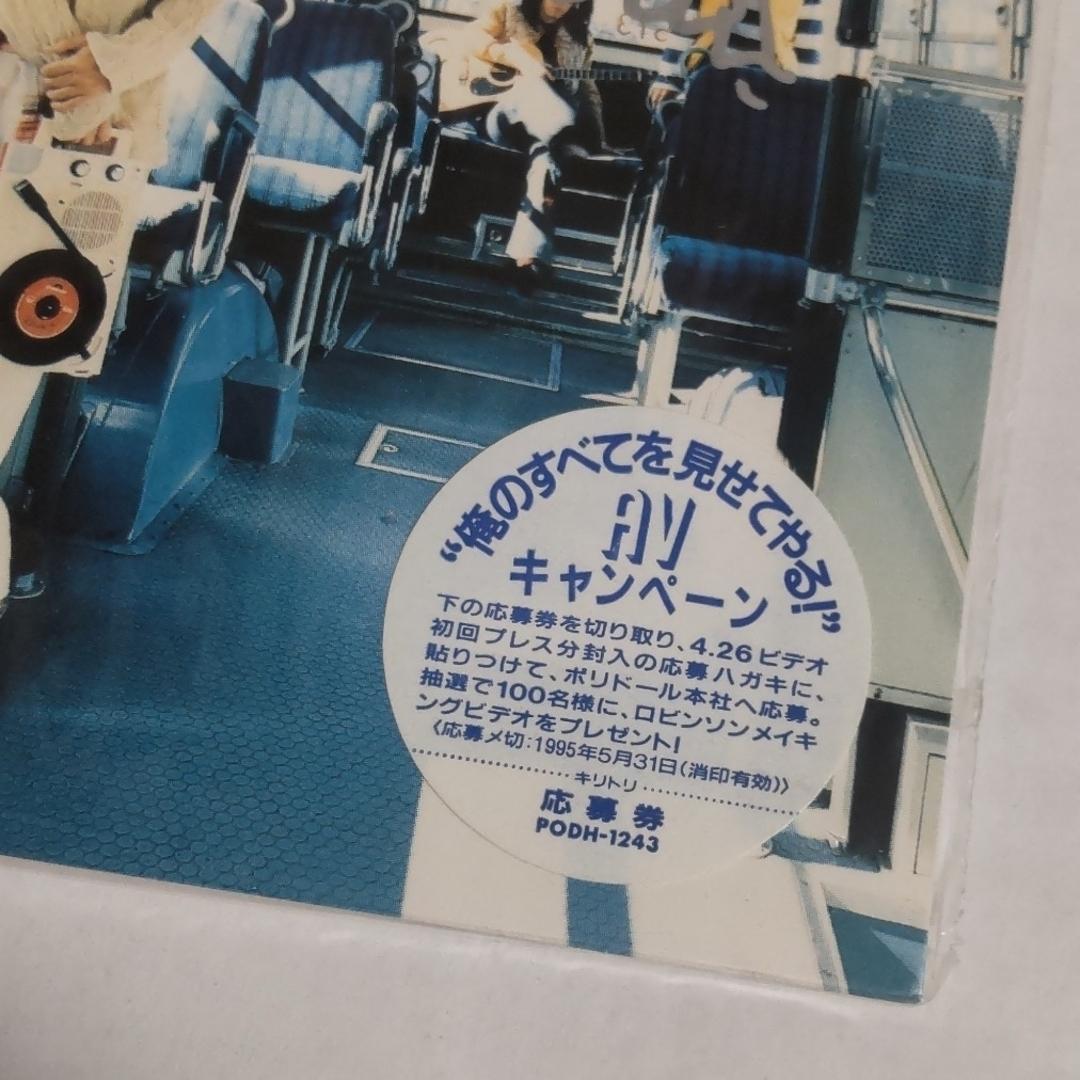 “俺のすべてを見せてやる!”
キャンペーン
下の応募券を切り取り、4.26ビデオ
初回プレス分封入の応募ハガキに、
貼りつけて、ポリドール本社へ応募。
抽選で100名様に、ロビンソンメイキ
ングビデオをプレゼント!
〈応募〆切:1995年5月31日(消印有効)〉
キリトリ
応募券
PODH-1243